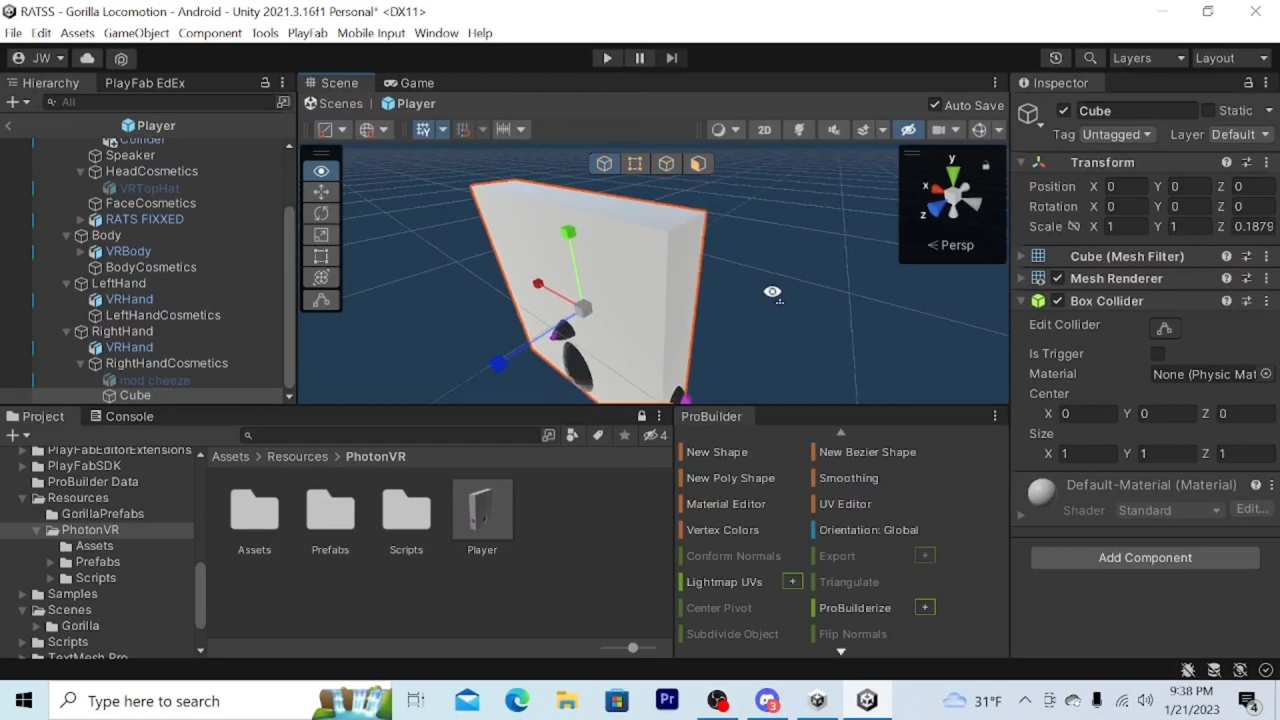 RATSS - Gorilla Locomotion - Android - Unity 2021.3.16f1 Personal* <DX11>
File Edit Assets GameObject Component Tools PlayFab Mobile Input Window Help
JW Layers Layout
Hierarchy PlayFab EdEx
All
Player
Collider
Speaker
HeadCosmetics
VRTopHat
FaceCosmetics
RATS FIXXED
Body
VRBody
BodyCosmetics
LeftHand
VRHand
LeftHandCosmetics
RightHand
VRHand
RightHandCosmetics
mod cheeze
Cube
Scene Game
Scenes Player Auto Save
2D
y
x
z
Persp
Inspector
Cube Static
Tag Untagged Layer Default
Transform
Position X 0 Y 0 Z 0
Rotation X 0 Y 0 Z 0
Scale X 1 Y 1 Z 0.1879
Cube (Mesh Filter)
Mesh Renderer
Box Collider
Edit Collider
Is Trigger
Material None (Physic Mat
Center
X 0 Y 0 Z 0
Size
X 1 Y 1 Z 1
Default-Material (Material)
Shader Standard Edit...
Add Component
Project Console
4
PlayFabEditorExtensions
PlayFabSDK
ProBuilder Data
Resources
GorillaPrefabs
PhotonVR
Assets
Prefabs
Scripts
Samples
Scenes
Gorilla
Scripts
TextMesh Pro
Assets > Resources > PhotonVR
Assets Prefabs Scripts Player
ProBuilder
New Shape New Bezier Shape
New Poly Shape Smoothing
Material Editor UV Editor
Vertex Colors Orientation: Global
Conform Normals Export +
Lightmap UVs + Triangulate
Center Pivot ProBuilderize +
Subdivide Object Flip Normals
Type here to search
Pr
3
31°F
9:38 PM
1/21/2023
4